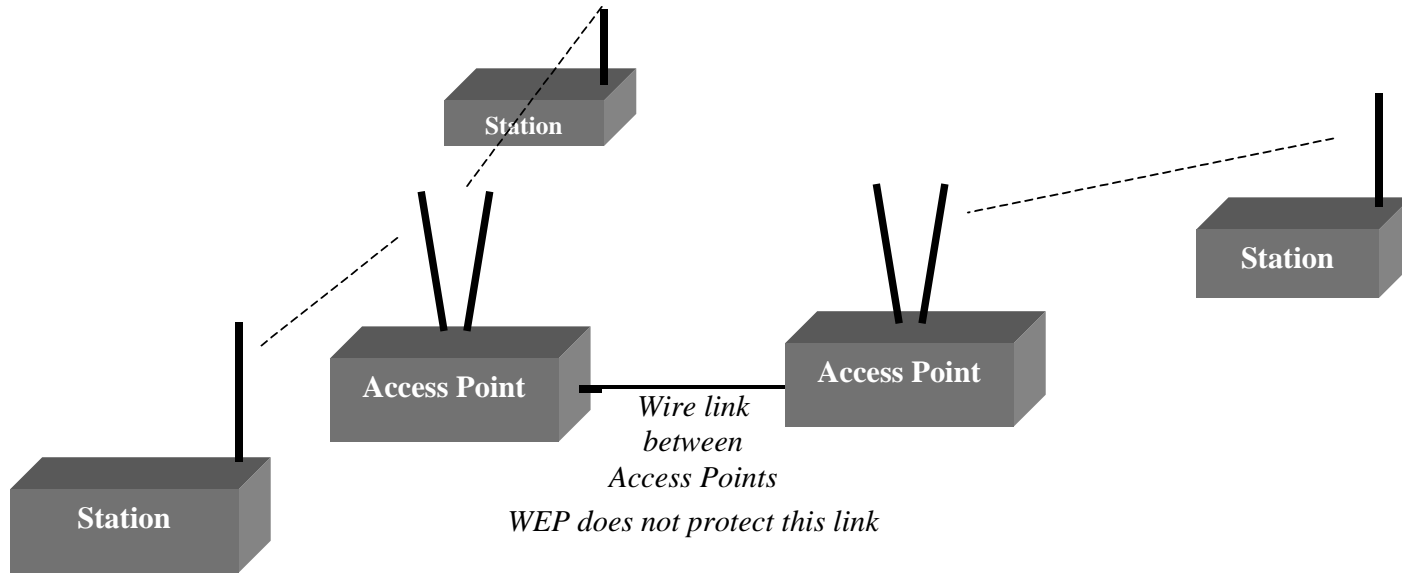 Station
Station
Access Point
Access Point
Wire link
between
Access Points
Station
WEP does not protect this link